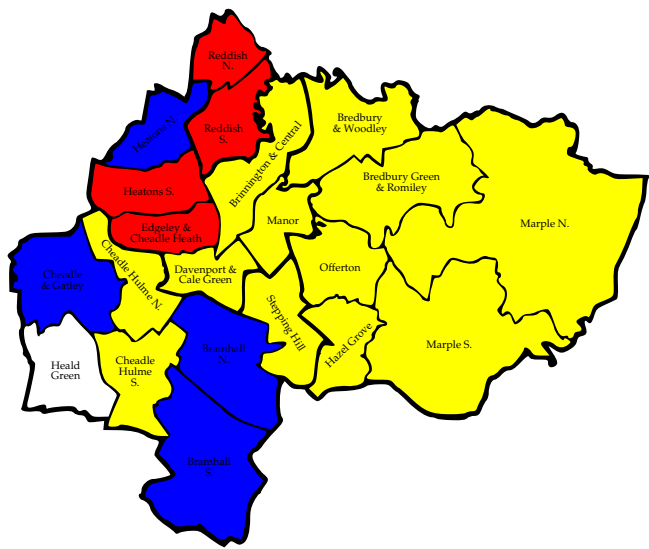 Reddish
N.
Heatons N.
Reddish
S.
Brinnington & Central
Bredbury
& Woodley
Heatons S.
Bredbury Green
& Romiley
Edgeley &
Cheadle Heath
Manor
Marple N.
Cheadle Hulme N.
Davenport &
Cale Green
Offerton
Cheadle
& Gatley
Stepping Hill
Hazel Grove
Marple S.
Heald
Green
Cheadle
Hulme
S.
Bramhall
N.
Bramhall
S.